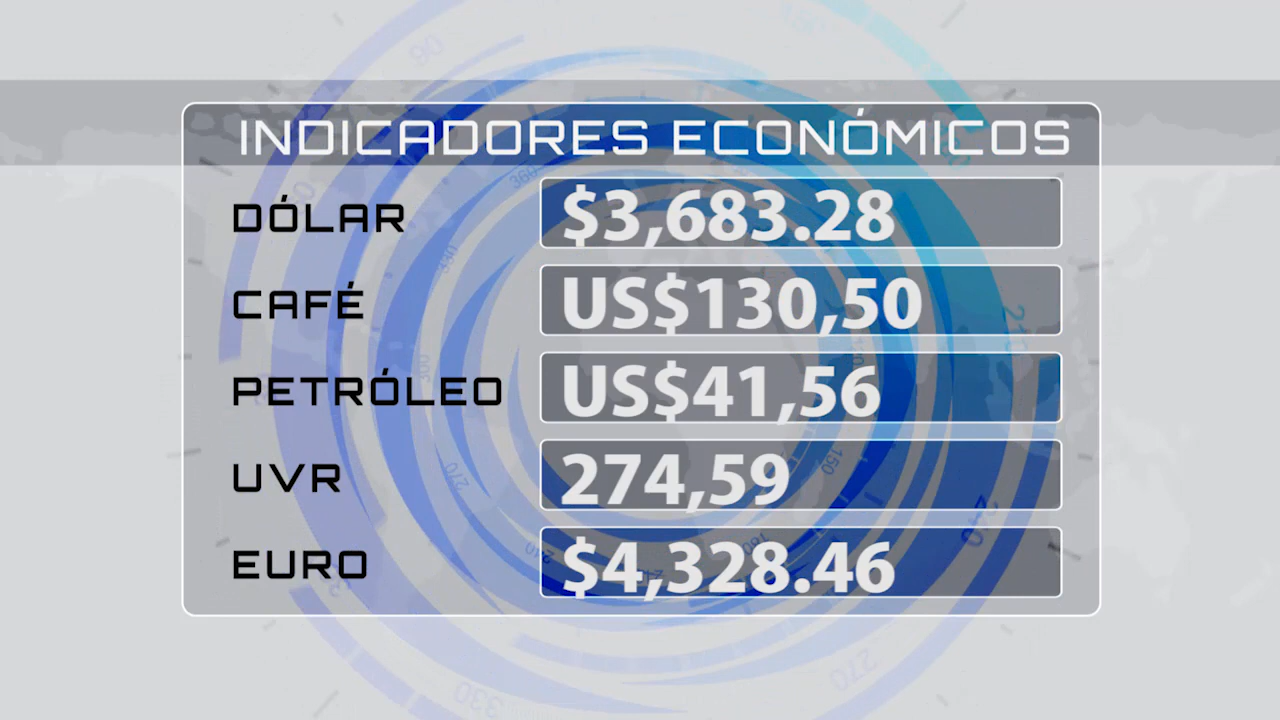 INDICADORES ECONÓMICOS
DÓLAR $3,683.28
CAFÉ US$130,50
PETRÓLEO US$41,56
UVR 274,59
EURO $4,328.46